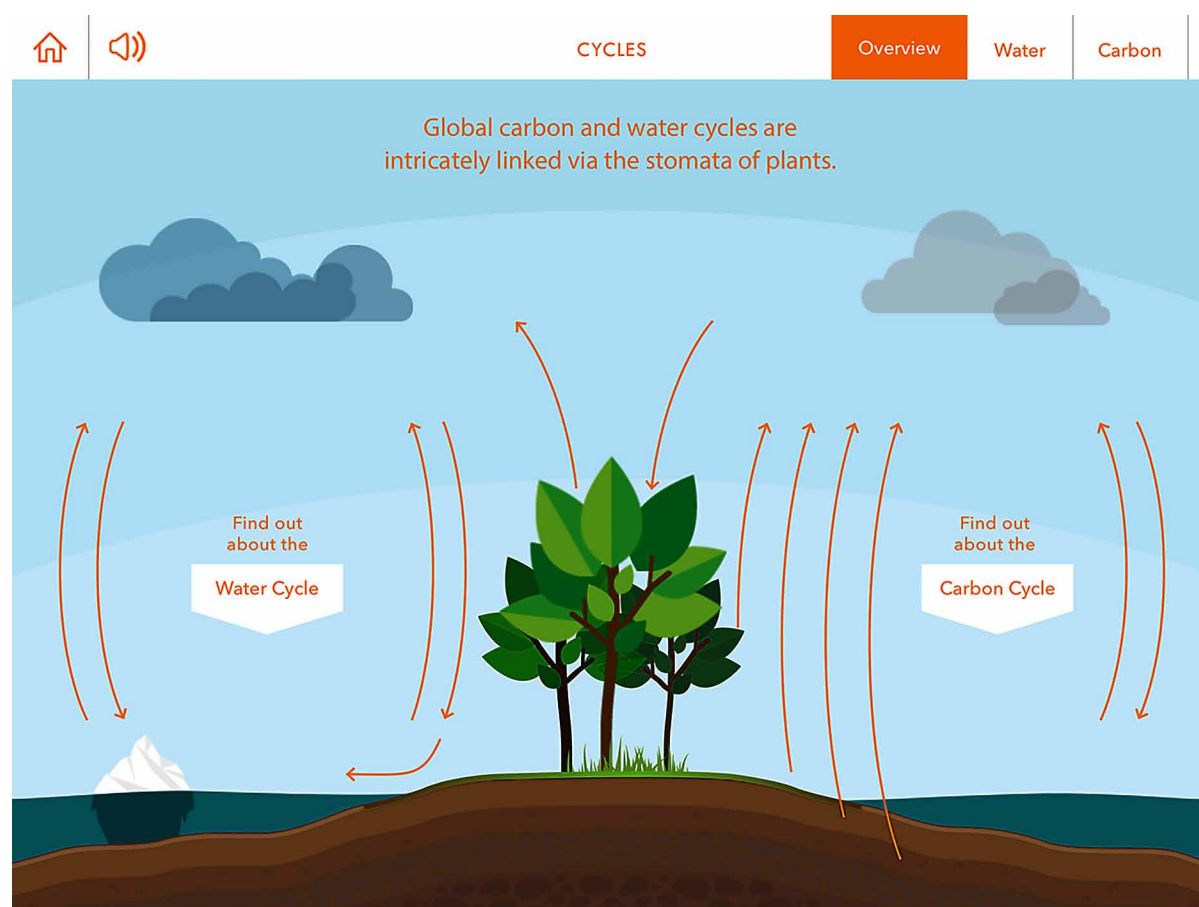 CYCLES
Overview
Water
Carbon
Global carbon and water cycles are
intricately linked via the stomata of plants.
Find out
about the
Water Cycle
Find out
about the
Carbon Cycle